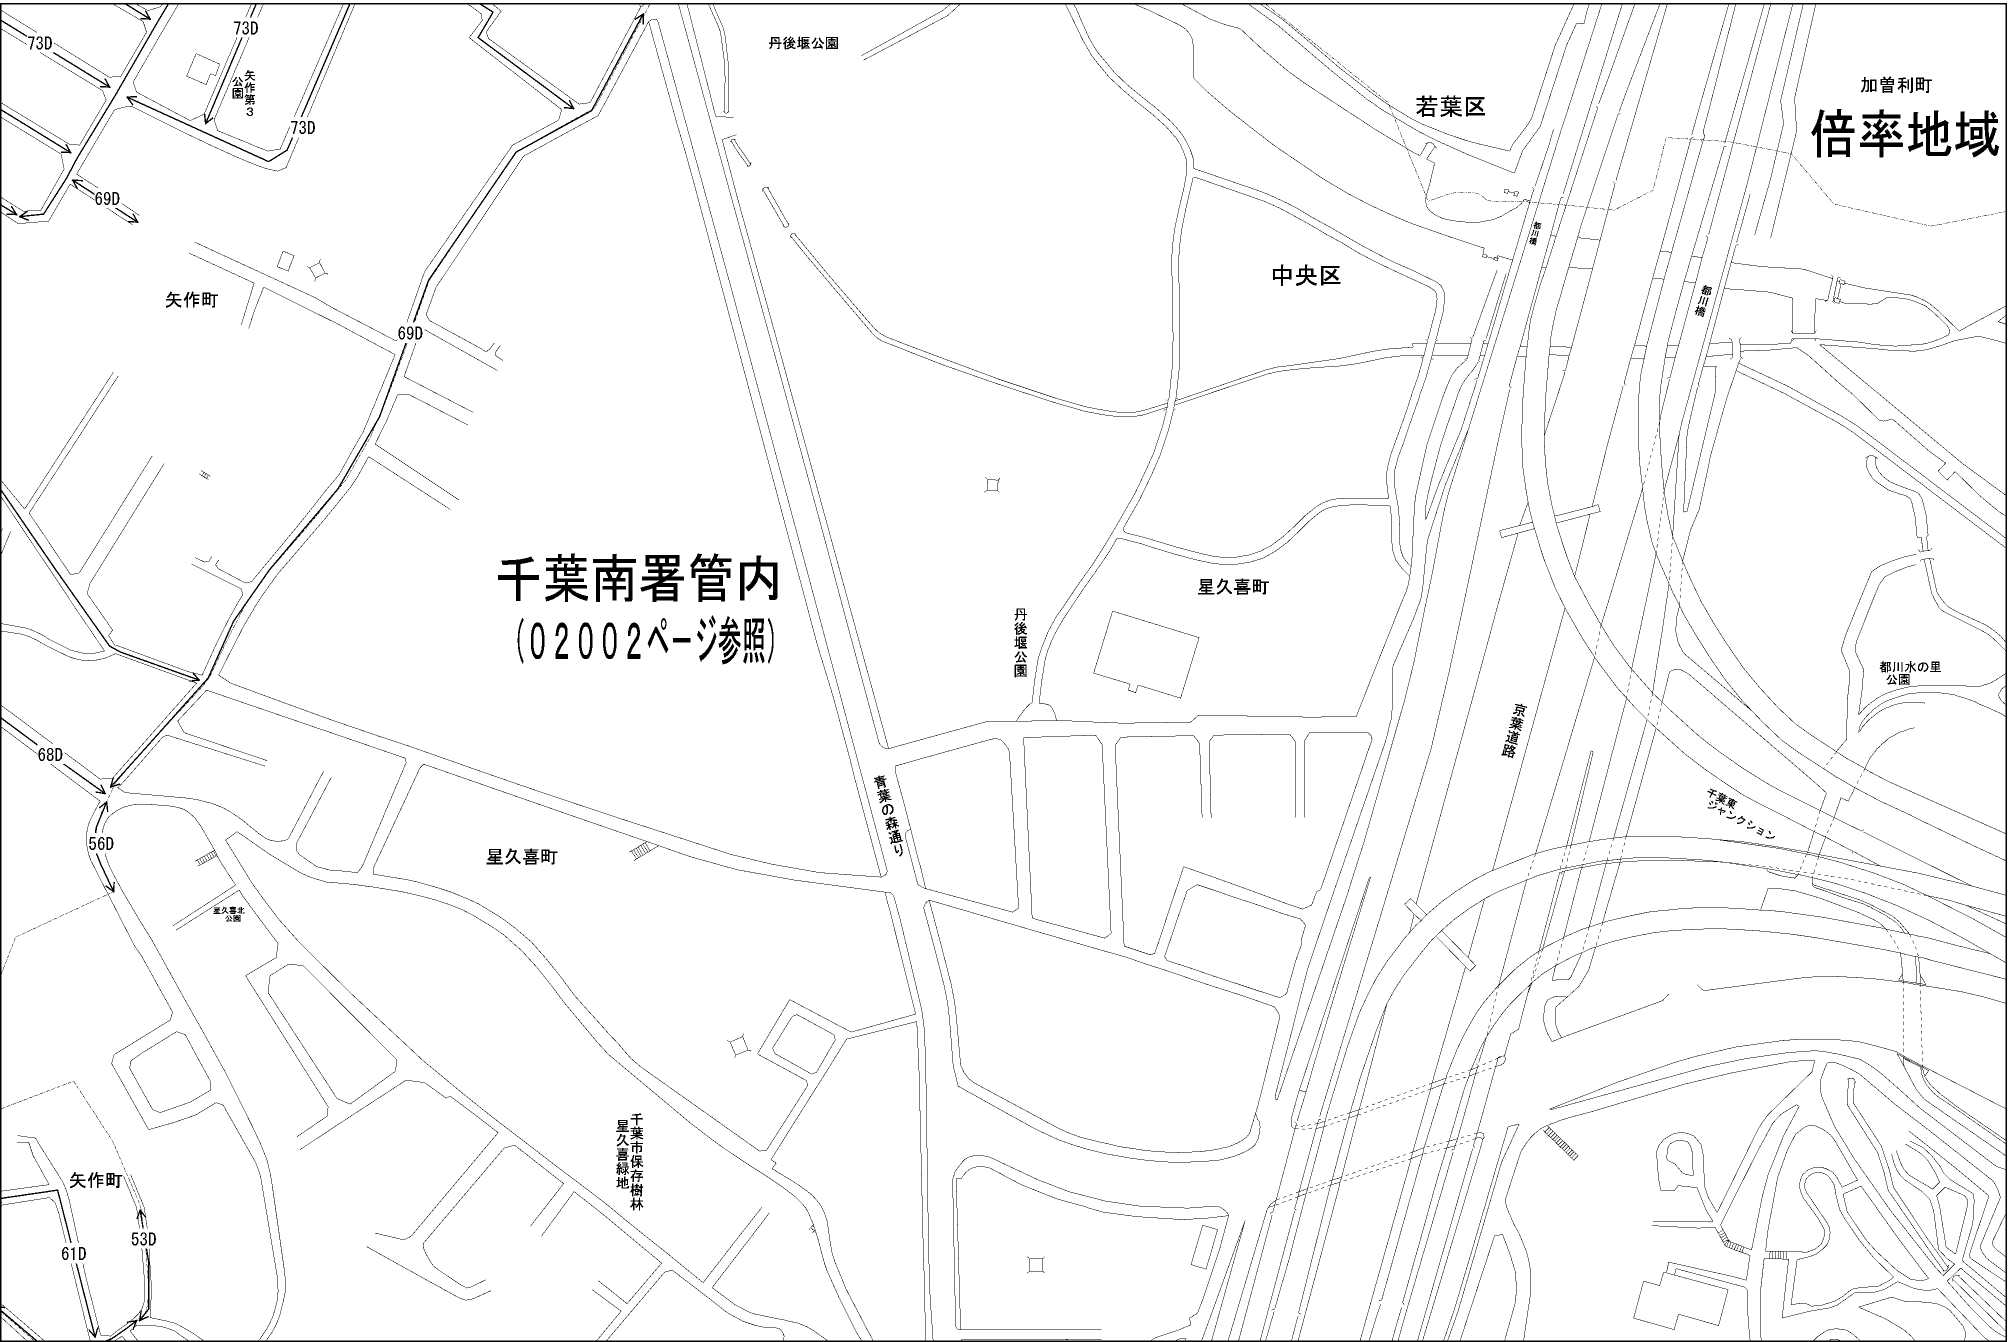 73D
73D
矢作第3
公園
73D
69D
丹後堰公園
若葉区
加曽利町
倍率地域
都川橋
中央区
都川橋
矢作町
69D
千葉南署管内
(02002ページ参照)
星久喜町
丹後堰公園
都川水の里
公園
京葉道路
68D
青葉の森通り
千葉東
ジャンクション
56D
星久喜町
星久喜北
公園
千葉市保存樹林
星久喜緑地
矢作町
61D
53D